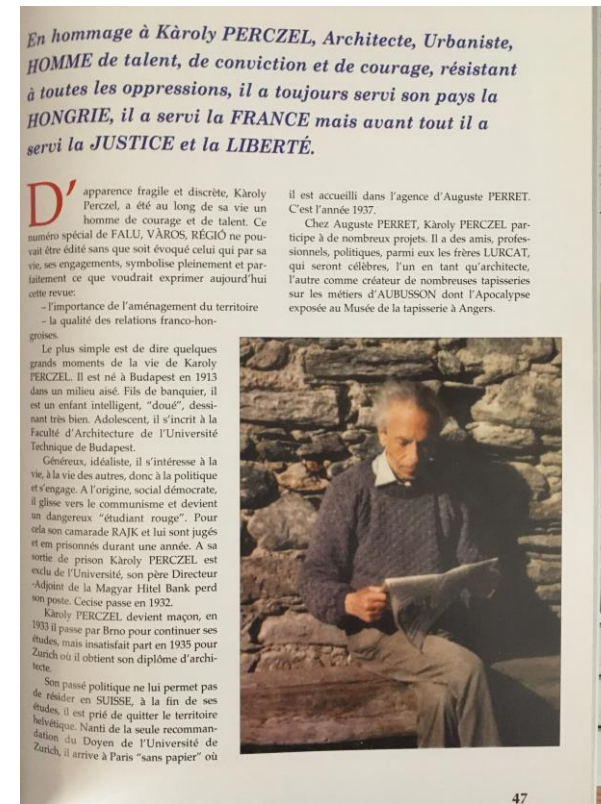 En hommage à Kàroly PERCZEL, Architecte, Urbaniste,
HOMME de talent, de conviction et de courage, résistant
à toutes les oppressions, il a toujours servi son pays la
HONGRIE, il a servi la FRANCE mais avant tout il a
servi la JUSTICE et la LIBERTÉ.
D' apparence fragile et discrète, Kàroly
Perczel, a été au long de sa vie un
homme de courage et de talent. Ce
numéro spécial de FALU, VÀROS, RÉGIÓ ne pou-
vait être édité sans que soit évoqué celui qui par sa
vie, ses engagements, symbolise pleinement et par-
faitement ce que voudrait exprimer aujourd'hui
cette revue:
– l'importance de l'aménagement du territoire
– la qualité des relations franco-hon-
groises.
Le plus simple est de dire quelques
grands moments de la vie de Karoly
PERCZEL. Il est né à Budapest en 1913
dans un milieu aisé. Fils de banquier, il
est un enfant intelligent, "doué", dessi-
nant très bien. Adolescent, il s'incrit à la
Faculté d'Architecture de l'Université
Technique de Budapest.
Généreux, idéaliste, il s'intéresse à la
vie, à la vie des autres, donc à la politique
et s'engage. A l'origine, social démocrate,
il glisse vers le communisme et devient
un dangereux "étudiant rouge". Pour
cela son camarade RAJK et lui sont jugés
et em prisonnés durant une année. A sa
sortie de prison Kàroly PERCZEL est
exclu de l'Université, son père Directeur
-Adjoint de la Magyar Hitel Bank perd
son poste. Cecise passe en 1932.
Kàroly PERCZEL devient maçon, en
1933 il passe par Brno pour continuer ses
études, mais insatisfait part en 1935 pour
Zurich où il obtient son diplôme d'archi-
tecte.
Son passé politique ne lui permet pas
de résider en SUISSE, à la fin de ses
études, il est prié de quitter le territoire
helvétique. Nanti de la seule recomman-
dation du Doyen de l'Université de
Zurich, il arrive à Paris "sans papier" où
il est accueilli dans l'agence d'Auguste PERRET.
C'est l'année 1937.
Chez Auguste PERRET, Kàroly PERCZEL par-
ticipe à de nombreux projets. Il a des amis, profes-
sionnels, politiques, parmi eux les frères LURCAT,
qui seront célèbres, l'un en tant qu'architecte,
l'autre comme créateur de nombreuses tapisseries
sur les métiers d'AUBUSSON dont l'Apocalypse
exposée au Musée de la tapisserie à Angers.
47